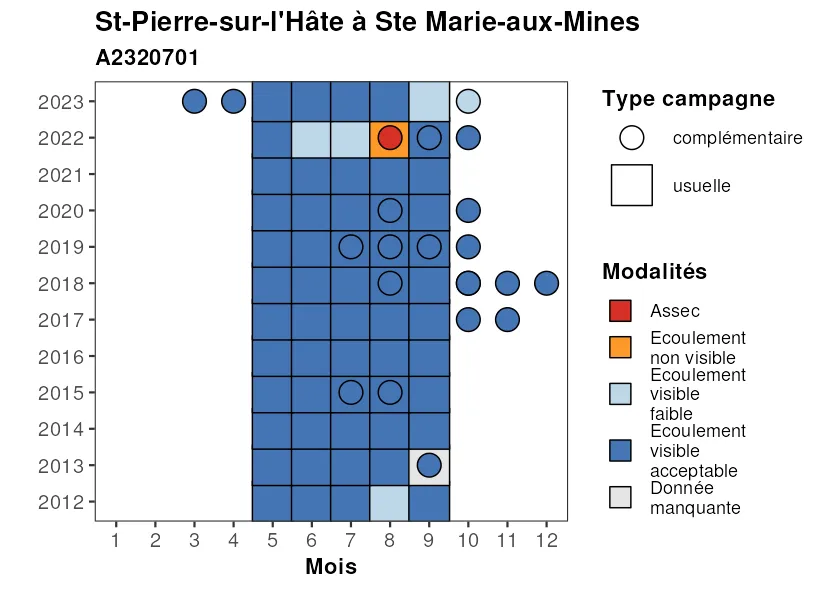 St-Pierre-sur-l'Hâte à Ste Marie-aux-Mines
A2320701
2023
2022
2021
2020
2019
2018
2017
2016
2015
2014
2013
2012
1 2 3 4 5 6 7 8 9 10 11 12
Mois
Type campagne
complémentaire
usuelle
Modalités
Assec
Ecoulement
non visible
Ecoulement
visible
faible
Ecoulement
visible
acceptable
Donnée
manquante